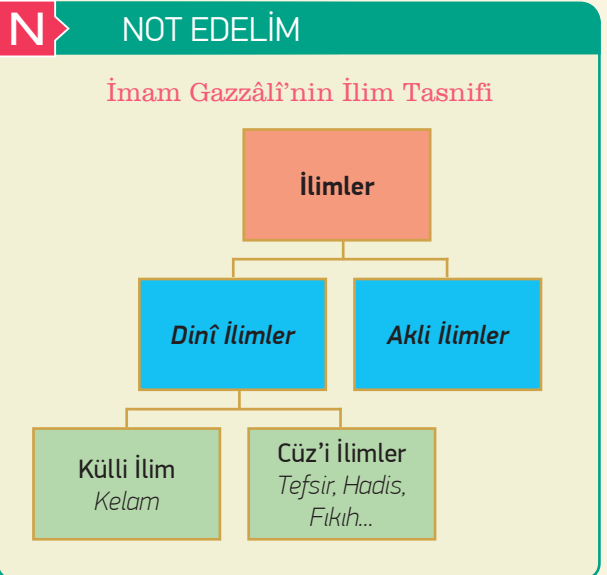 N
NOT EDELİM
İmam Gazzâlî’nin İlim Tasnifi
İlimler
Dinî İlimler
Akli İlimler
Külli İlim
Kelam
Cüz’i İlimler
Tefsir, Hadis,
Fıkıh...